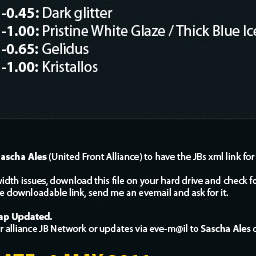 -0.45: Dark glitter
-1.00: Pristine White Glaze / Thick Blue Ice
-0.65: Gelidus
-1.00: Kristallos
ascha Ales (United Front Alliance) to have the JBs xml link for
width issues, download this file on your hard drive and check fo
e downloadable link, send me an evemail and ask for it.
ap Updated.
r alliance JB Network or updates via eve-m@il to Sascha Ales